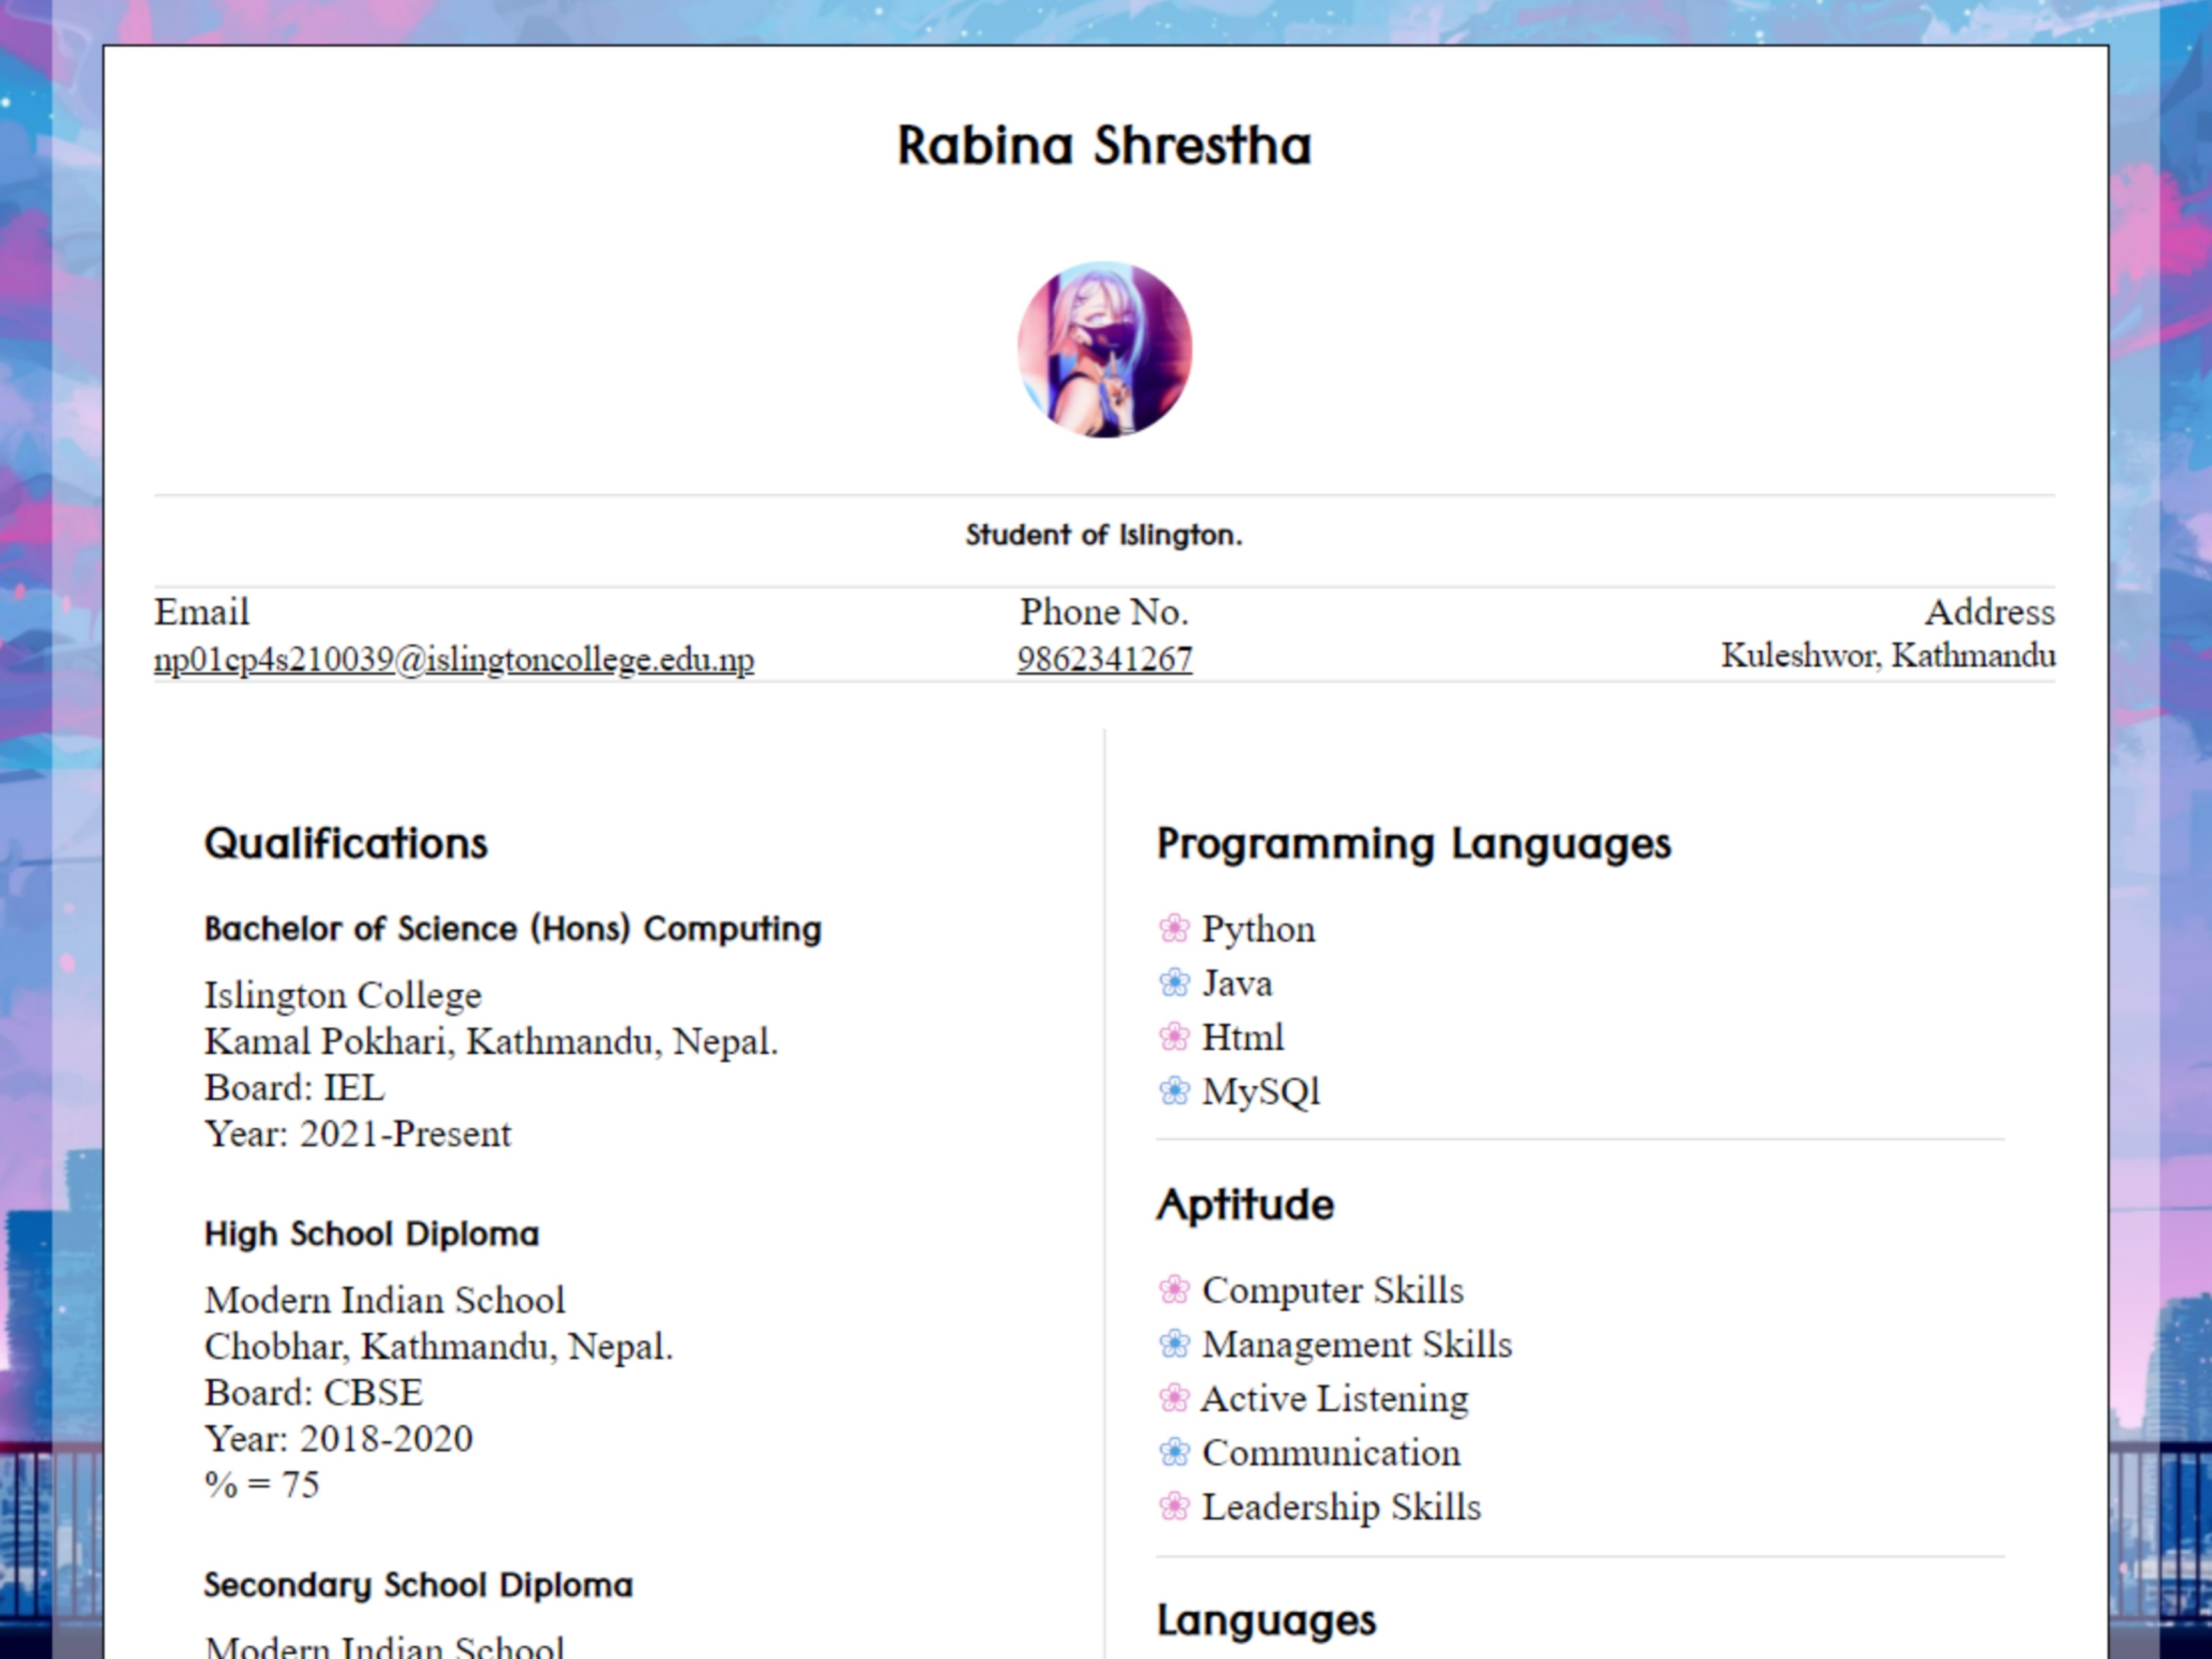 Rabina Shrestha
Student of Islington.
Email
np01cp4s210039@islingtoncollege.edu.np
Phone No.
9862341267
Address
Kuleshwor, Kathmandu
Qualifications
Bachelor of Science (Hons) Computing
Islington College
Kamal Pokhari, Kathmandu, Nepal.
Board: IEL
Year: 2021-Present
High School Diploma
Modern Indian School
Chobhar, Kathmandu, Nepal.
Board: CBSE
Year: 2018-2020
% = 75
Secondary School Diploma
Modern Indian School
Programming Languages
Python
Java
Html
MySQl
Aptitude
Computer Skills
Management Skills
Active Listening
Communication
Leadership Skills
Languages